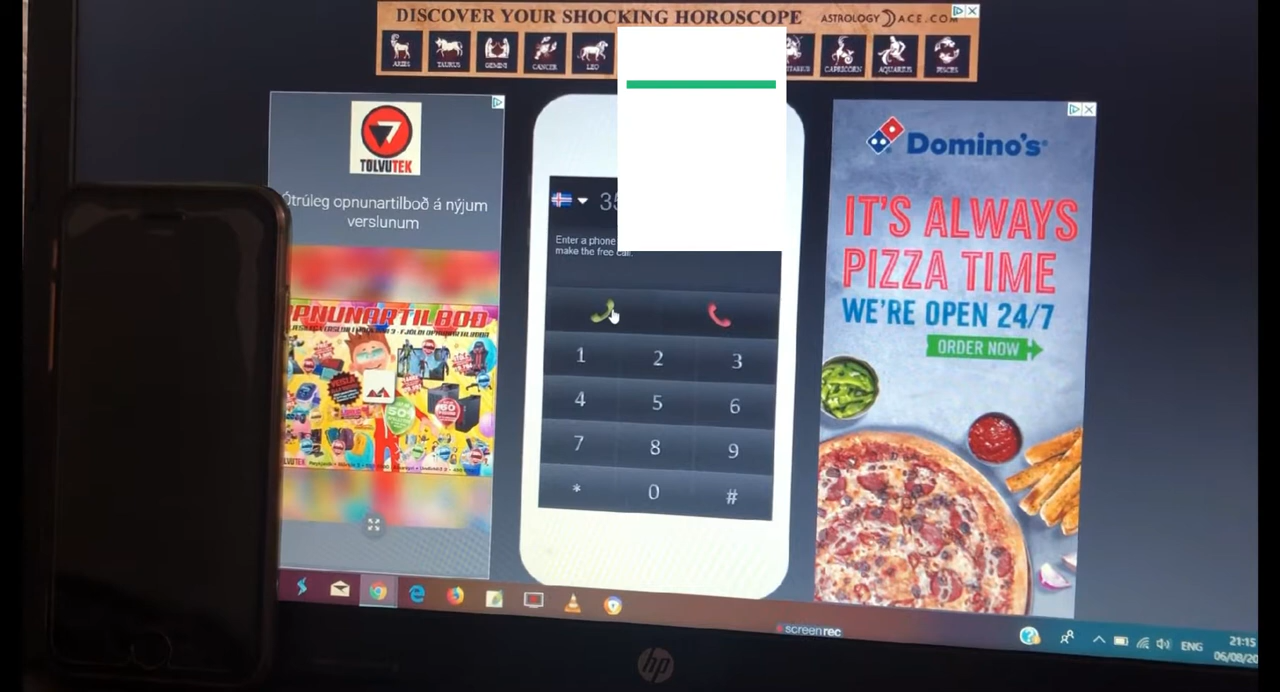 DISCOVER YOUR SHOCKING HOROSCOPE
ASTROLOGY ACE.COM
ARIES
TAURUS
GEMINI
CANCER
LEO
CAPRICORN
AQUARIUS
PISCES
TOLVUTEK
Ótrúleg opnunartilboð á nýjum
verslunum
OPNUNARTILBOÐ
50
50
35
Enter a phone
make the free call.
1 2 3
4 5 6
7 8 9
* 0 #
Domino's
IT'S ALWAYS
PIZZA TIME
WE'RE OPEN 24/7
ORDER NOW
screenrec
ENG
21:15
06/08/20
hp